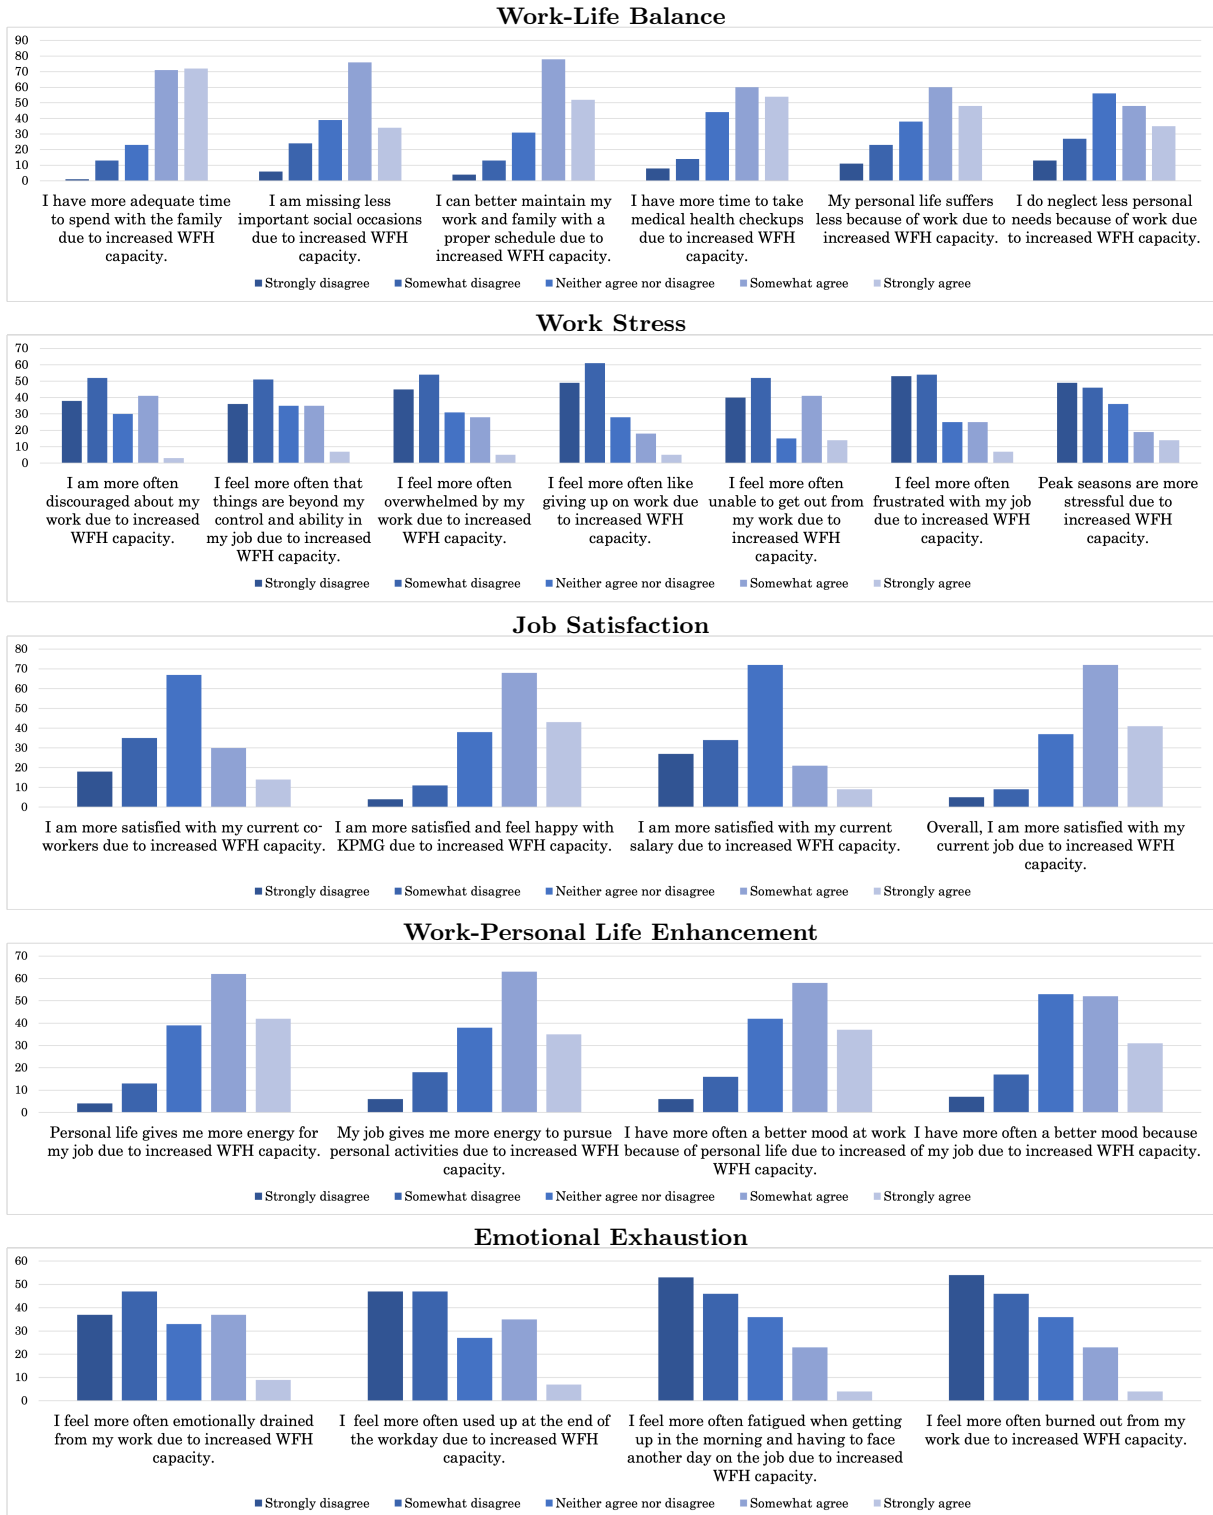 Work-Life Balance
90
80
70
60
50
40
30
20
10
0
I have more adequate time
to spend with the family
due to increased WFH
capacity.
I am missing less
important social occasions
due to increased WFH
capacity.
I can better maintain my
work and family with a
proper schedule due to
increased WFH capacity.
I have more time to take
medical health checkups
due to increased WFH
capacity.
My personal life suffers
less because of work due to
increased WFH capacity.
I do neglect less personal
needs because of work due
to increased WFH capacity.
Strongly disagree Somewhat disagree Neither agree nor disagree Somewhat agree Strongly agree
Work Stress
70
60
50
40
30
20
10
0
I am more often
discouraged about my
work due to increased
WFH capacity.
I feel more often that
things are beyond my
control and ability in
my job due to increased
WFH capacity.
I feel more often
overwhelmed by my
work due to increased
WFH capacity.
I feel more often like
giving up on work due
to increased WFH
capacity.
I feel more often
unable to get out from
my work due to
increased WFH
capacity.
I feel more often
frustrated with my job
due to increased WFH
capacity.
Peak seasons are more
stressful due to
increased WFH
capacity.
Strongly disagree Somewhat disagree Neither agree nor disagree Somewhat agree Strongly agree
Job Satisfaction
80
70
60
50
40
30
20
10
0
I am more satisfied with my current co-
workers due to increased WFH capacity.
I am more satisfied and feel happy with
KPMG due to increased WFH capacity.
I am more satisfied with my current
salary due to increased WFH capacity.
Overall, I am more satisfied with my
current job due to increased WFH
capacity.
Strongly disagree Somewhat disagree Neither agree nor disagree Somewhat agree Strongly agree
Work-Personal Life Enhancement
70
60
50
40
30
20
10
0
Personal life gives me more energy for
my job due to increased WFH capacity.
My job gives me more energy to pursue
personal activities due to increased WFH
capacity.
I have more often a better mood at work
because of personal life due to increased
WFH capacity.
I have more often a better mood because
of my job due to increased WFH capacity.
Strongly disagree Somewhat disagree Neither agree nor disagree Somewhat agree Strongly agree
Emotional Exhaustion
60
50
40
30
20
10
0
I feel more often emotionally drained
from my work due to increased WFH
capacity.
I feel more often used up at the end of
the workday due to increased WFH
capacity.
I feel more often fatigued when getting
up in the morning and having to face
another day on the job due to increased
WFH capacity.
I feel more often burned out from my
work due to increased WFH capacity.
Strongly disagree Somewhat disagree Neither agree nor disagree Somewhat agree Strongly agree